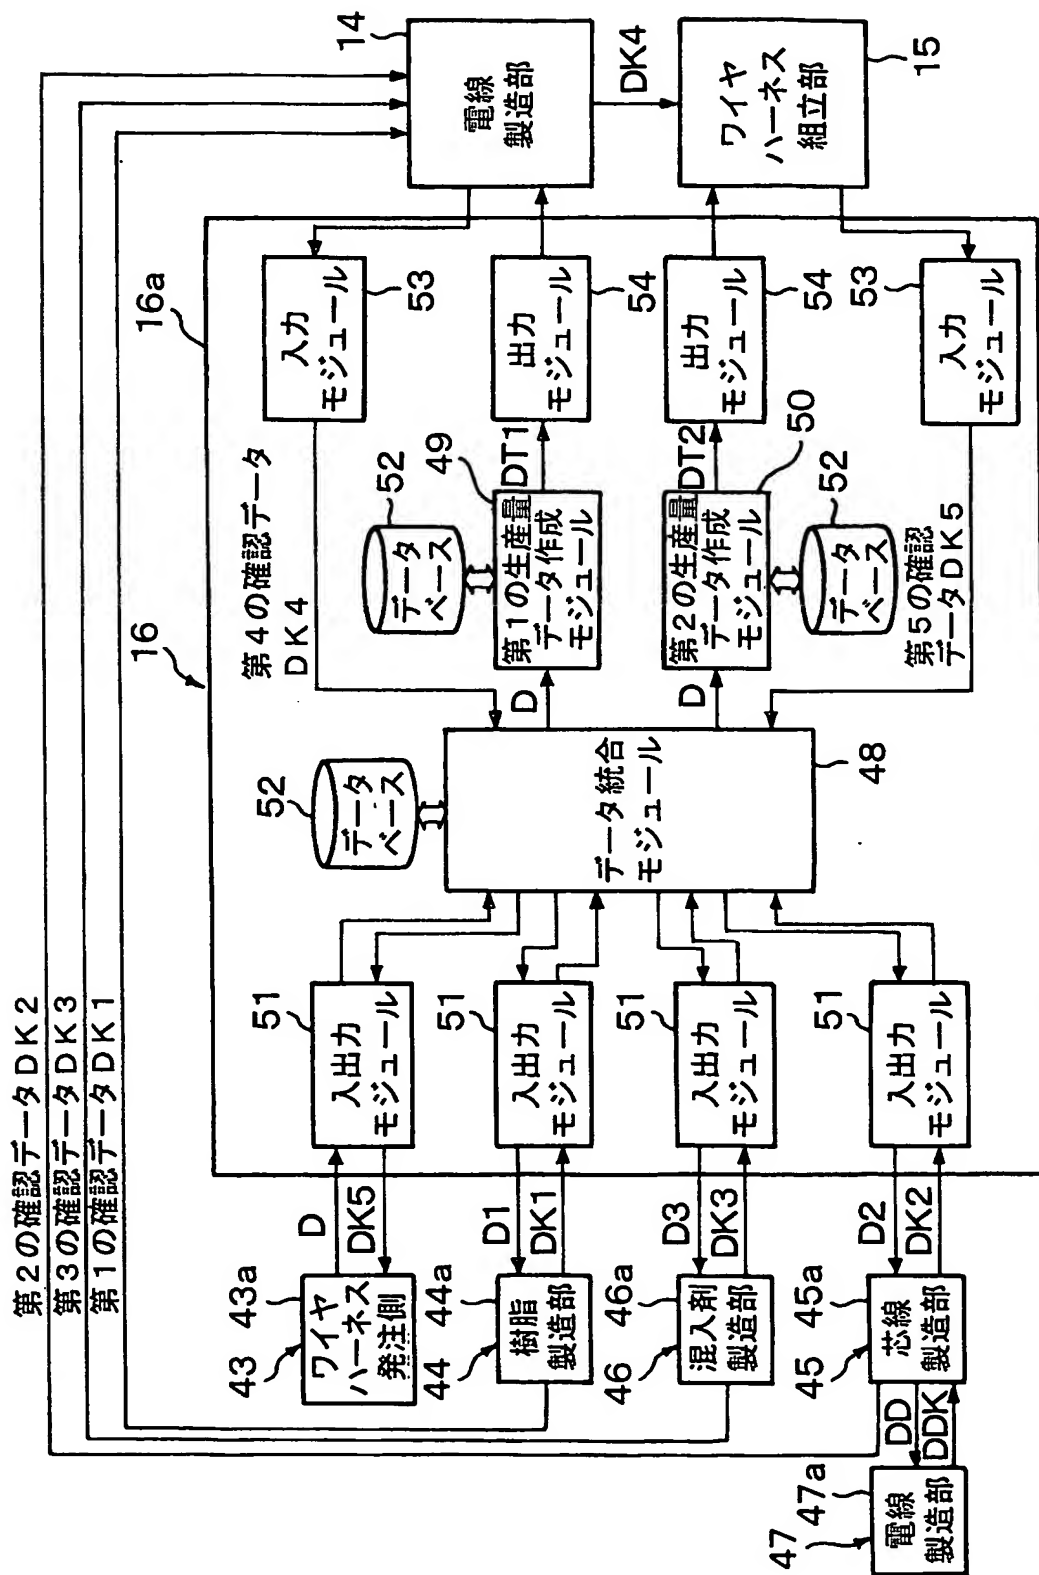 第2の確認データDK2
第3の確認データDK3
第1の確認データDK1
16
16a
14
電線
製造部
DK4
ワイヤ
ハーネス
組立部
15
入力
モジュール
53
出力
モジュール
54
出力
モジュール
54
入力
モジュール
53
第4の確認データ
DK4
データ
ベース
52
49
第1の生産量
データ作成
モジュール
DT1
D
第2の生産量
データ作成
モジュール
DT2
50
D
データ
ベース
52
第5の確認
データDK5
データ
ベース
52
データ統合
モジュール
48
入出力
モジュール
51
入出力
モジュール
51
入出力
モジュール
51
入出力
モジュール
51
D
DK5
D1
DK1
D3
DK3
D2
DK2
43
43a
ワイヤ
ハーネス
発注側
44
44a
樹脂
製造部
46
46a
混入剤
製造部
45
45a
芯線
製造部
DD
DDK
47
47a
電線
製造部